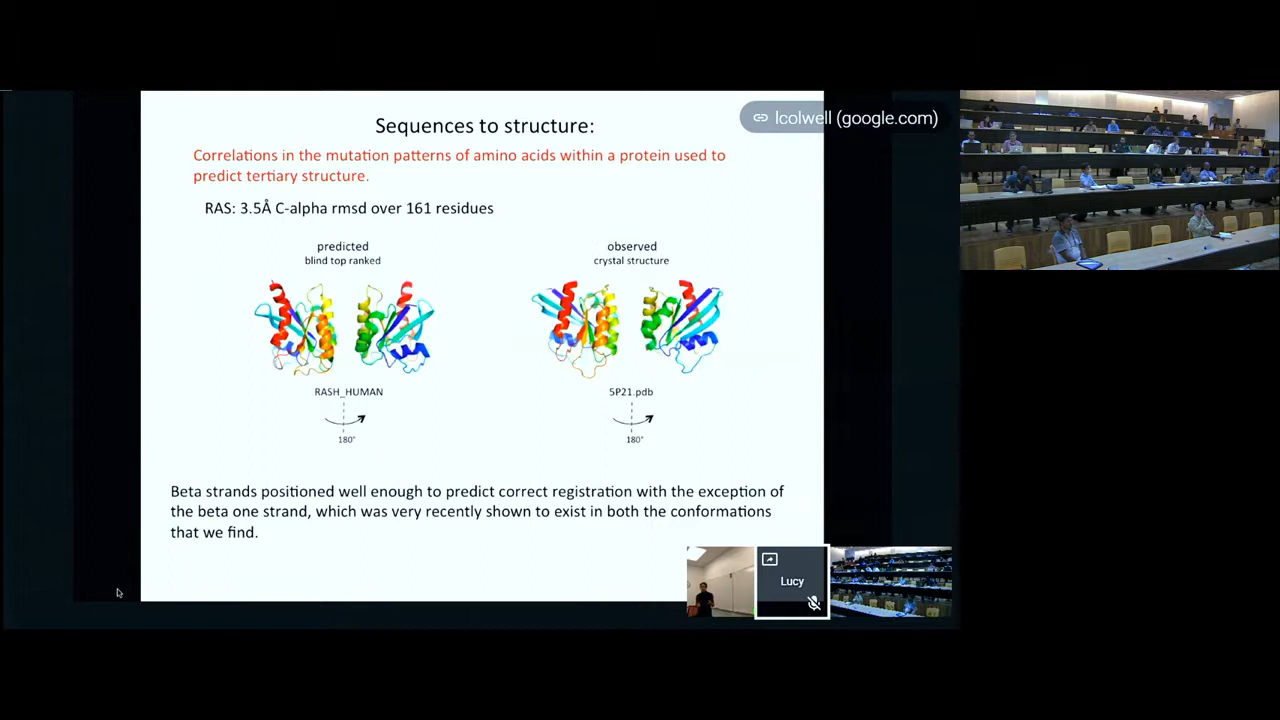 Sequences to structure:
lcolwell (google.com)
Correlations in the mutation patterns of amino acids within a protein used to
predict tertiary structure.
RAS: 3.5Å C-alpha rmsd over 161 residues
predicted
blind top ranked
observed
crystal structure
RASH_HUMAN
5P21.pdb
180°
180°
Beta strands positioned well enough to predict correct registration with the exception of
the beta one strand, which was very recently shown to exist in both the conformations
that we find.
Lucy